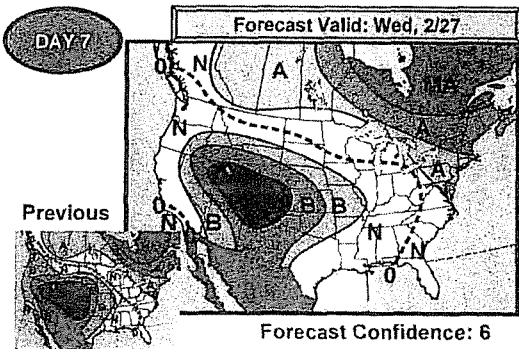 DAY 7
Forecast Valid: Wed, 2/27
0
N
A
MA
N
A
A
B
B
B
N
N
0
N
0
Previous
A
Forecast Confidence: 6